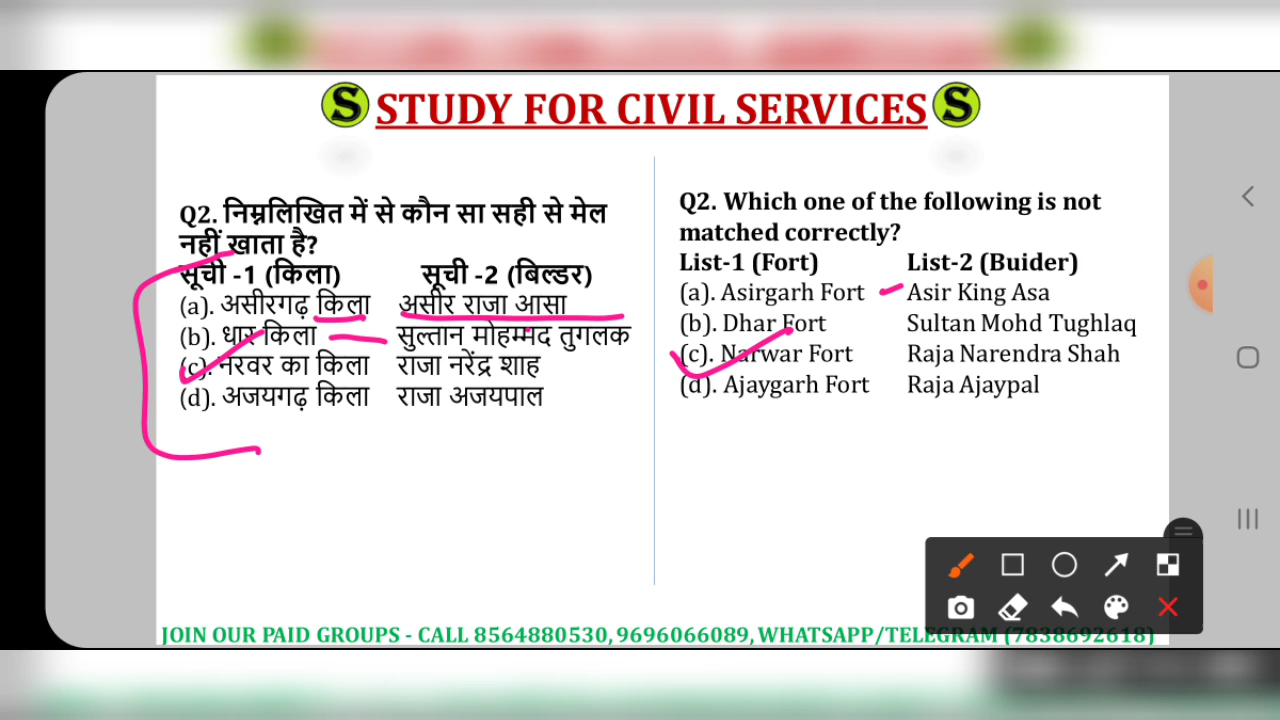 S STUDY FOR CIVIL SERVICES S
Q2. निम्नलिखित में से कौन सा सही से मेल
नहीं खाता है?
सूची -1 (किला) सूची -2 (बिल्डर)
(a). असीरगढ़ किला असीर राजा आसा
(b). धार किला सुल्तान मोहम्मद तुगलक
(c). नरवर का किला राजा नरेंद्र शाह
(d). अजयगढ़ किला राजा अजयपाल
Q2. Which one of the following is not
matched correctly?
List-1 (Fort) List-2 (Buider)
(a). Asirgarh Fort Asir King Asa
(b). Dhar Fort Sultan Mohd Tughlaq
(c). Narwar Fort Raja Narendra Shah
(d). Ajaygarh Fort Raja Ajaypal
JOIN OUR PAID GROUPS - CALL 8564880530, 9696066089, WHATSAPP/TELEGRAM (7838692618)